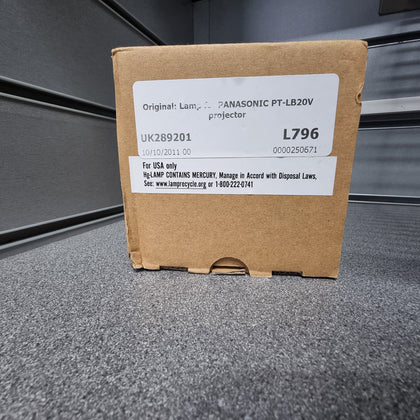 Original: Lamp for PANASONIC PT-LB20V
projector
UK289201 L796
10/10/2011 00 0000250671
For USA only
Hg-LAMP CONTAINS MERCURY, Manage in Accord with Disposal Laws,
See: www.lamprecycle.org or 1-800-222-0741